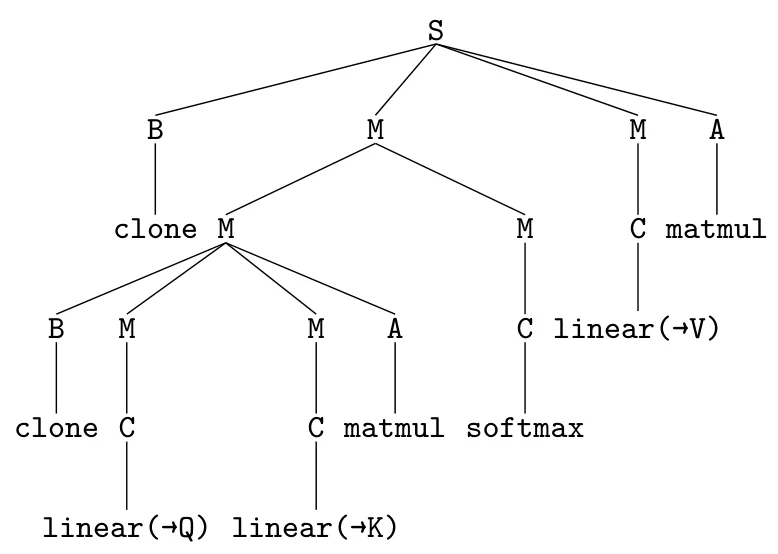 S
B M M A
clone M M C matmul
B M M A C linear(→V)
clone C C matmul softmax
linear(→Q) linear(→K)